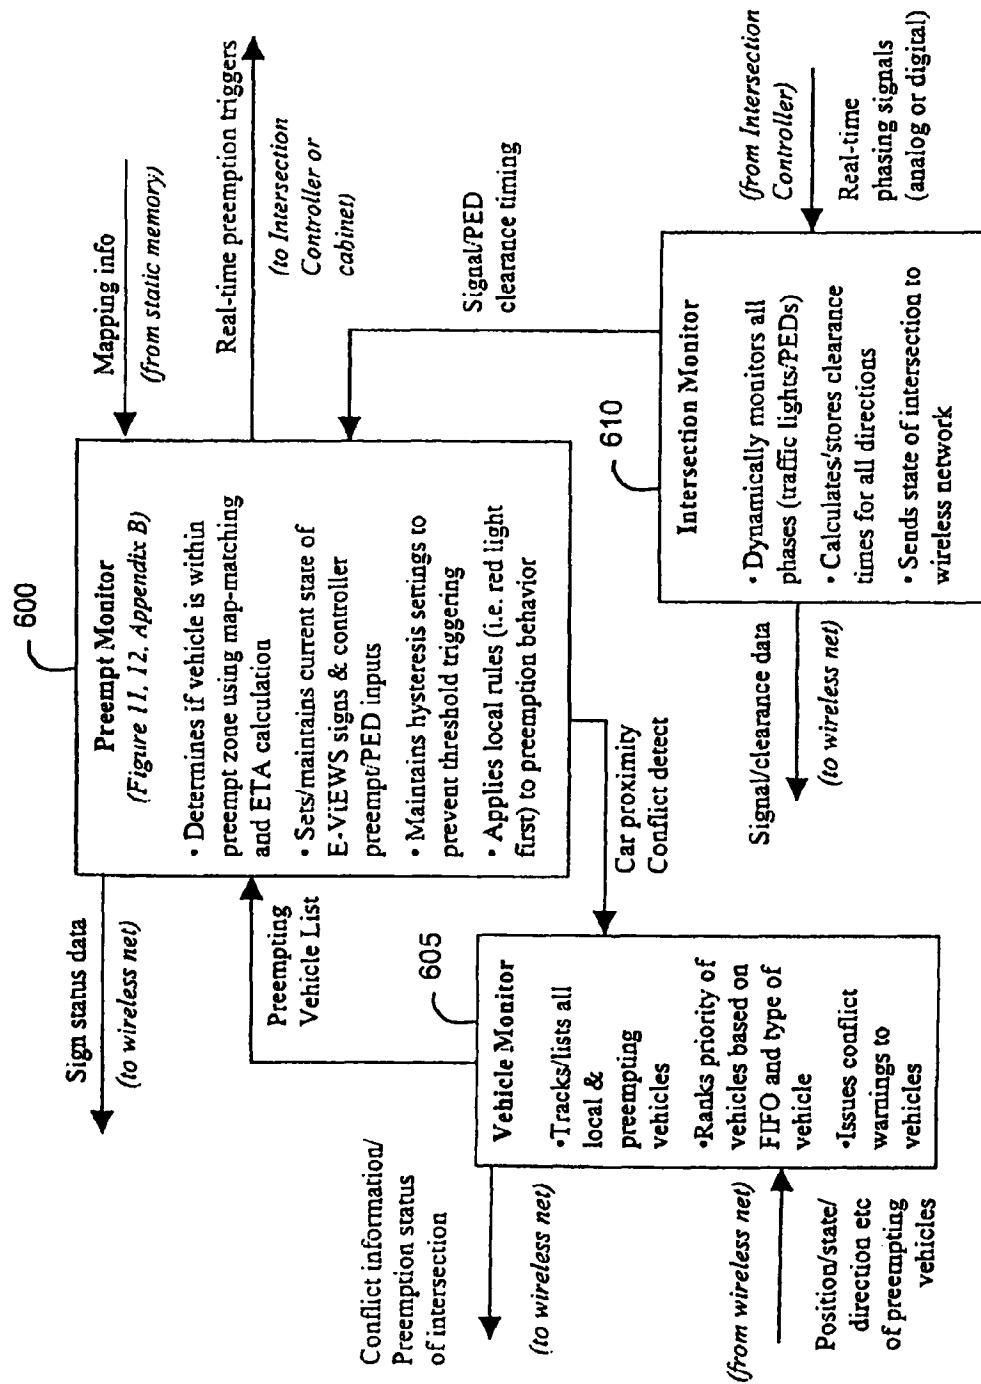 Sign status data
(to wireless net)
600
Preempt Monitor
(Figure 11, 12, Appendix B)
• Determines if vehicle is within
preempt zone using map-matching
and ETA calculation
• Sets/maintains current state of
E-ViEWS signs & controller
preempt/PED inputs
• Maintains hysteresis settings to
prevent threshold triggering
• Applies local rules (i.e. red light
first) to preemption behavior
Mapping info
(from static memory)
Real-time preemption triggers
(to Intersection
Controller or
cabinet)
Preempting
Vehicle List
Car proximity
Conflict detect
Signal/PED
clearance timing
Conflict information/
Preemption status
of intersection
(to wireless net)
605
Vehicle Monitor
•Tracks/lists all
local &
preempting
vehicles
•Ranks priority of
vehicles based on
FIFO and type of
vehicle
•Issues conflict
warnings to
vehicles
(from wireless net)
Position/state/
direction etc
of preempting
vehicles
Signal/clearance data
(to wireless net)
610
Intersection Monitor
• Dynamically monitors all
phases (traffic lights/PEDs)
• Calculates/stores clearance
times for all directions
• Sends state of intersection to
wireless network
(from Intersection
Controller)
Real-time
phasing signals
(analog or digital)